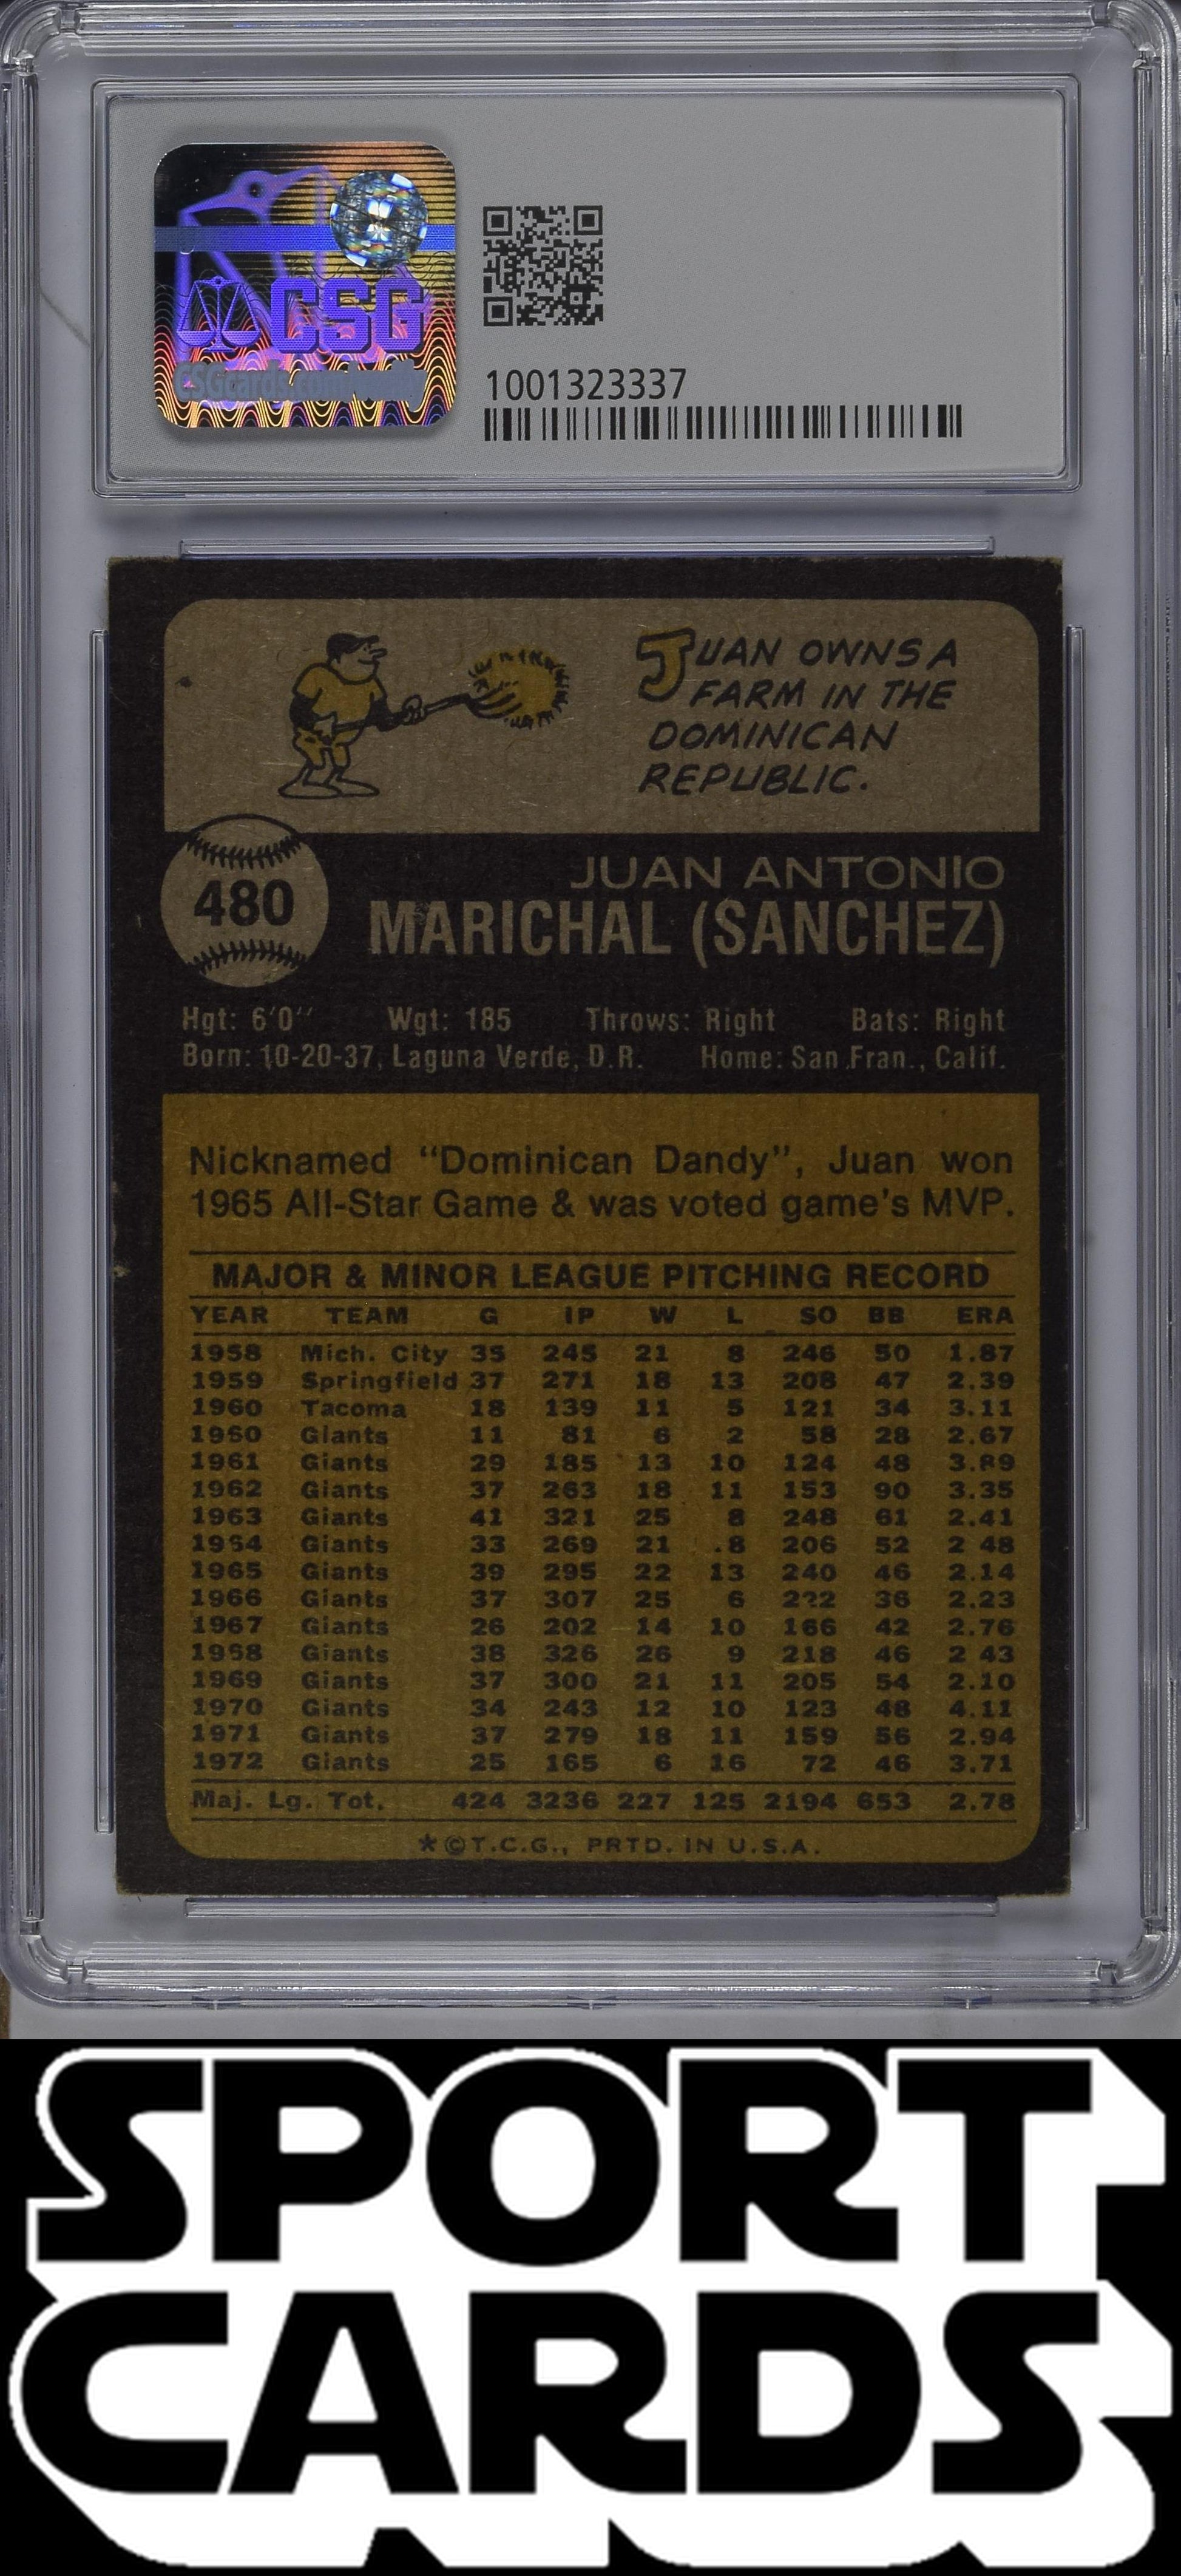 CSG
CSGcards.com/verify
1001323337
JUAN OWNS A
FARM IN THE
DOMINICAN
REPUBLIC.
480
JUAN ANTONIO
MARICHAL (SANCHEZ)
Hgt: 6'0" Wgt: 185 Throws: Right Bats: Right
Born: 10-20-37, Laguna Verde, D.R. Home: San Fran., Calif.
Nicknamed "Dominican Dandy", Juan won
1965 All-Star Game & was voted game's MVP.
MAJOR & MINOR LEAGUE PITCHING RECORD
YEAR TEAM G IP W L SO BB ERA
1958 Mich. City 35 245 21 8 246 50 1.87
1959 Springfield 37 271 18 13 208 47 2.39
1960 Tacoma 18 139 11 5 121 34 3.11
1960 Giants 11 81 6 2 58 28 2.67
1961 Giants 29 185 13 10 124 48 3.89
1962 Giants 37 263 18 11 153 90 3.35
1963 Giants 41 321 25 8 248 61 2.41
1964 Giants 33 269 21 8 206 52 2.48
1965 Giants 39 295 22 13 240 46 2.14
1966 Giants 37 307 25 6 222 36 2.23
1967 Giants 26 202 14 10 166 42 2.76
1968 Giants 38 326 26 9 218 46 2.43
1969 Giants 37 300 21 11 205 54 2.10
1970 Giants 34 243 12 10 123 48 4.11
1971 Giants 37 279 18 11 159 56 2.94
1972 Giants 25 165 6 16 72 46 3.71
Maj. Lg. Tot. 424 3236 227 125 2194 653 2.78
*©T.C.G., PRTD. IN U.S.A.
SPORT
CARDS